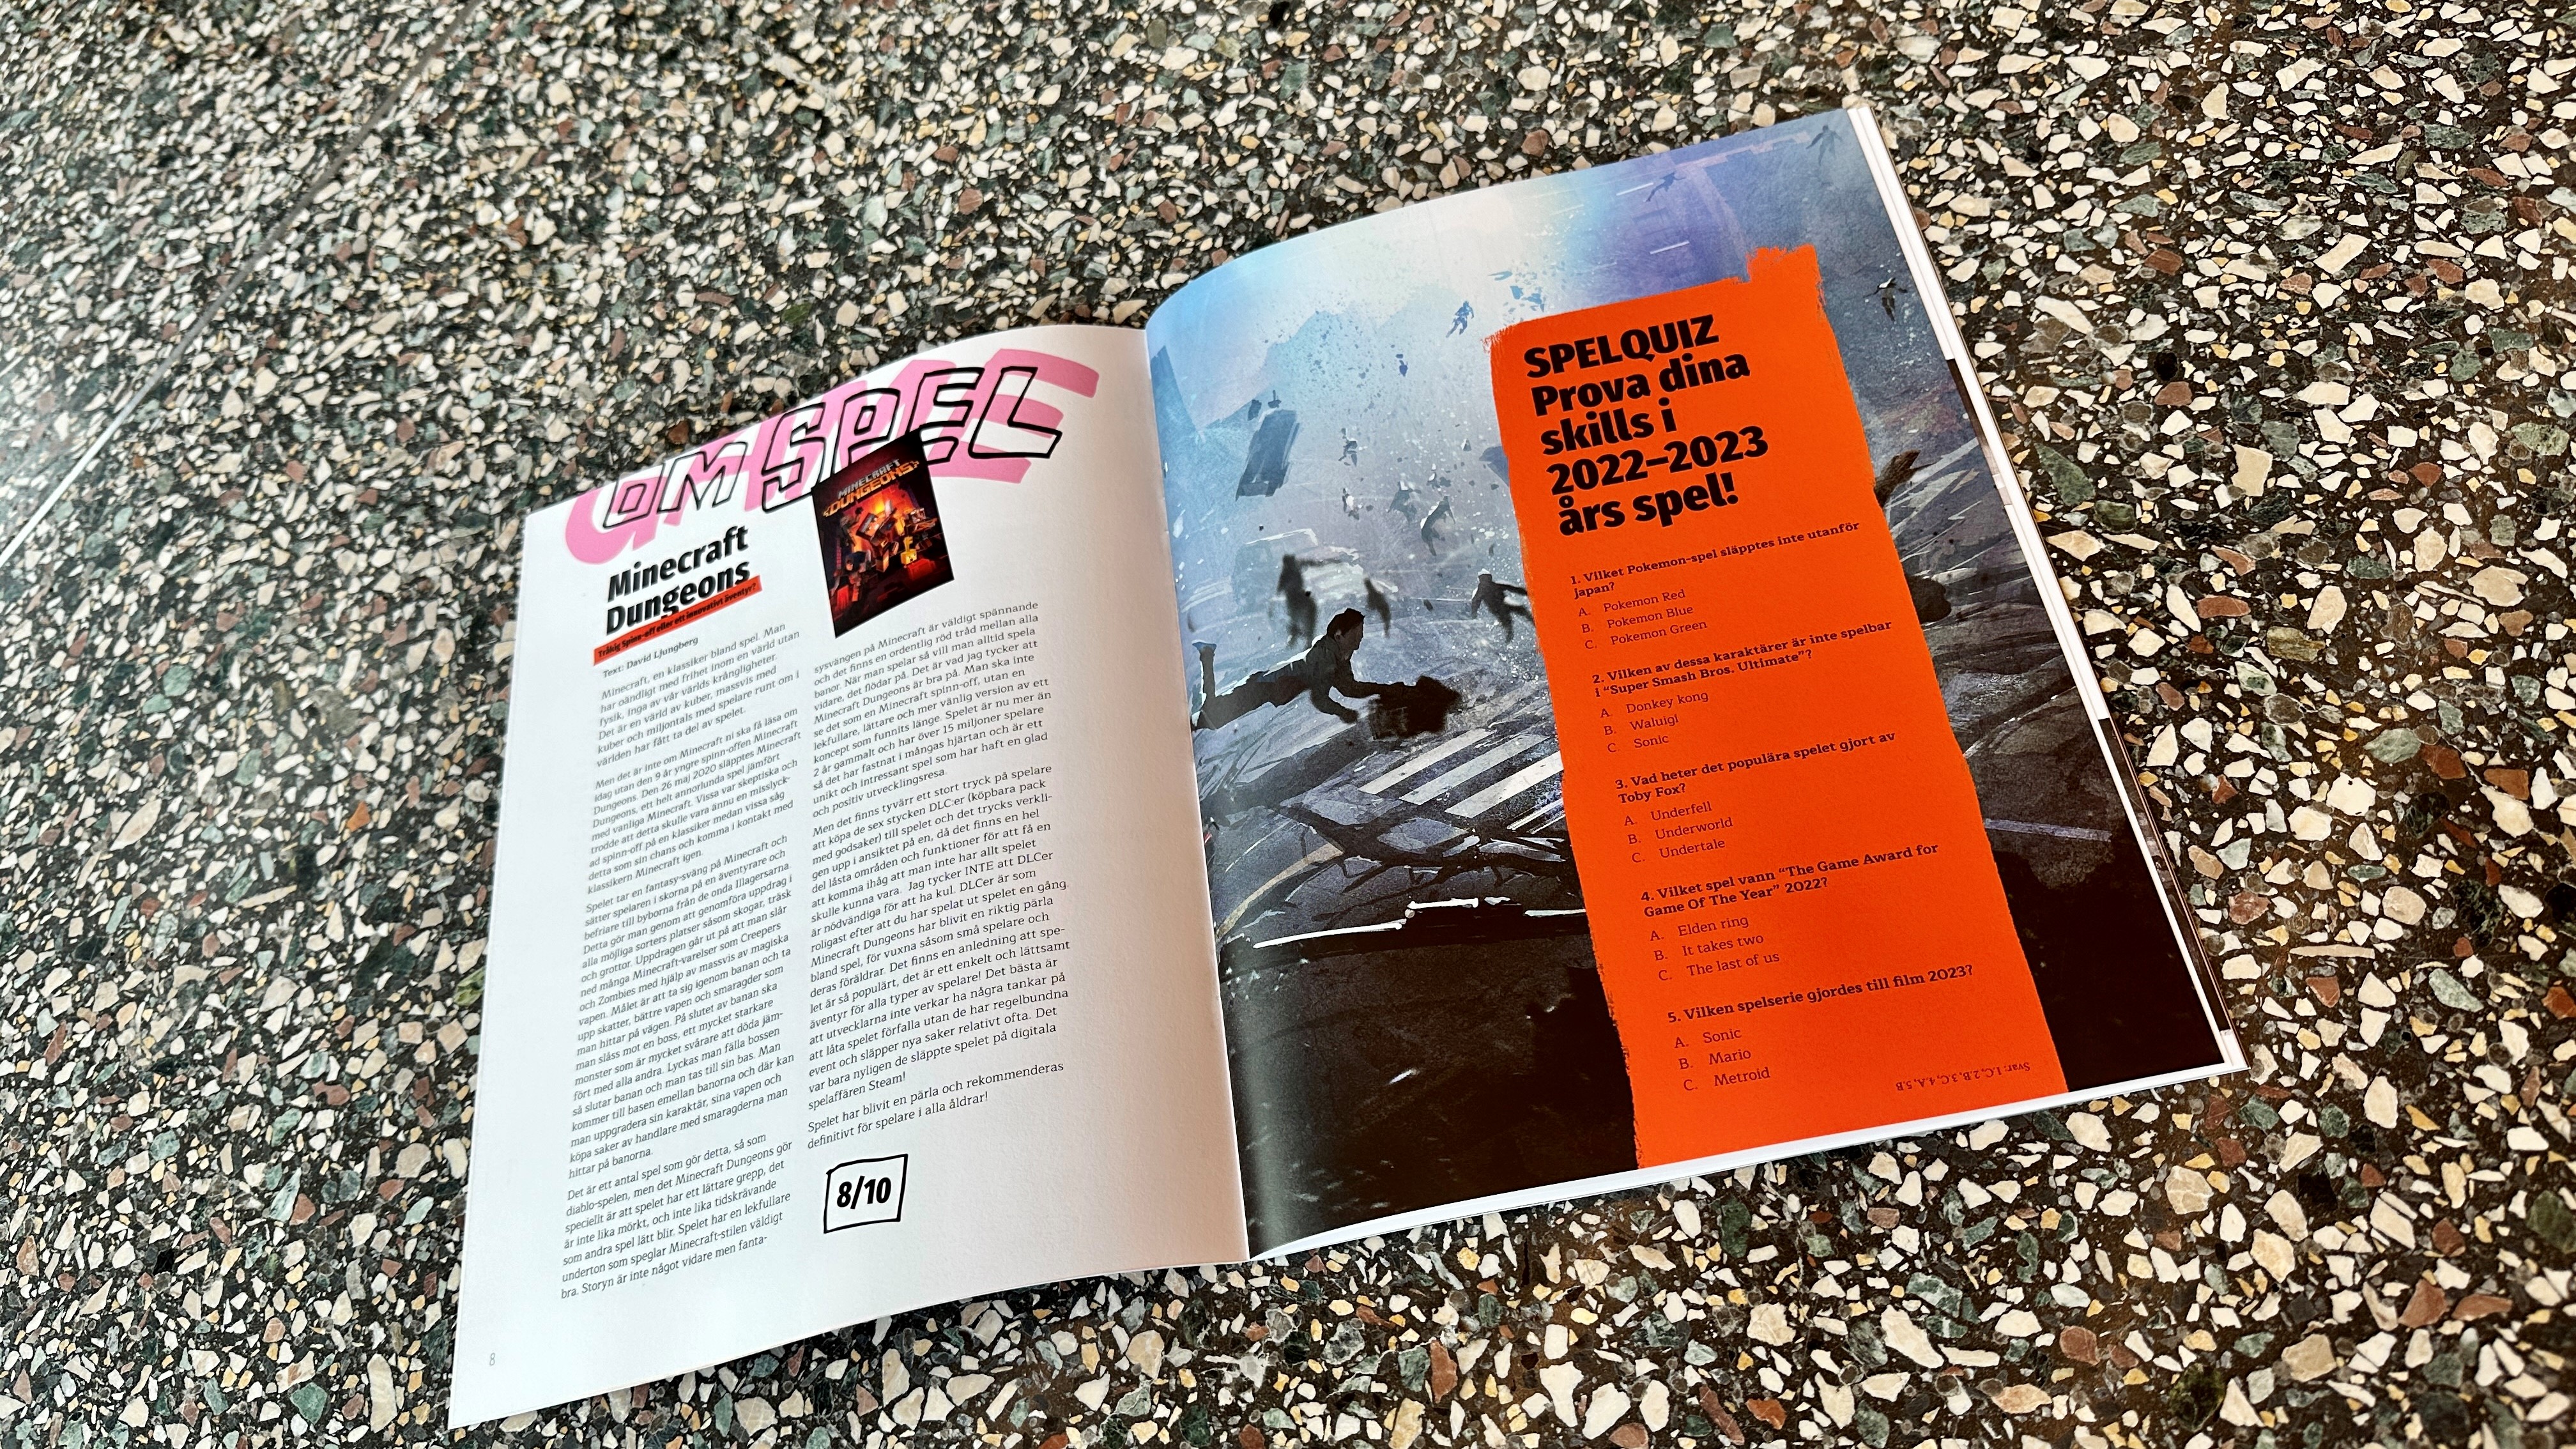 GAME
OM SPEL
MINECRAFT
DUNGEONS
Minecraft
Dungeons
Tråkig Spinn-off eller ett innovativt äventyr?
Text: David Ljungberg
Minecraft, en klassiker bland spel. Man
har oändligt med frihet inom en värld utan
fysik, inga av vår världs krångligheter.
Det är en värld av kuber, massvis med
kuber och miljontals med spelare runt om i
världen har fått ta del av spelet.
Men det är inte om Minecraft ni ska få läsa om
idag utan den 9 år yngre spinn-offen Minecraft
Dungeons. Den 26 maj 2020 släpptes Minecraft
Dungeons, ett helt annorlunda spel jämfört
med vanliga Minecraft. Vissa var skeptiska och
trodde att detta skulle vara ännu en misslyck-
ad spinn-off på en klassiker medan vissa såg
detta som sin chans och komma i kontakt med
klassikern Minecraft igen.
Spelet tar en fantasy-sväng på Minecraft och
sätter spelaren i skorna på en äventyrare och
befriare till byborna från de onda Illagersarna.
Detta gör man genom att genomföra uppdrag i
alla möjliga sorters platser såsom skogar, träsk
och grottor. Uppdragen går ut på att man slår
ned många Minecraft-varelser som Creepers
och Zombies med hjälp av massvis av magiska
vapen. Målet är att ta sig igenom banan och ta
upp skatter, bättre vapen och smaragder som
man hittar på vägen. På slutet av banan ska
man slåss mot en boss, ett mycket starkare
monster som är mycket svårare att döda jäm-
fört med alla andra. Lyckas man fälla bossen
så slutar banan och man tas till sin bas. Man
kommer till basen emellan banorna och där kan
man uppgradera sin karaktär, sina vapen och
köpa saker av handlare med smaragderna man
hittar på banorna.
Det är ett antal spel som gör detta, så som
diablo-spelen, men det Minecraft Dungeons gör
speciellt är att spelet har ett lättare grepp, det
är inte lika mörkt, och inte lika tidskrävande
som andra spel lätt blir. Spelet har en lekfullare
underton som speglar Minecraft-stilen väldigt
bra. Storyn är inte något vidare men fanta-
sysvängen på Minecraft är väldigt spännande
och det finns en ordentlig röd tråd mellan alla
banor. När man spelar så vill man alltid spela
vidare, det flödar på. Det är vad jag tycker att
Minecraft Dungeons är bra på. Man ska inte
se det som en Minecraft spinn-off, utan en
lekfullare, lättare och mer vänlig version av ett
koncept som funnits länge. Spelet är nu mer än
2 år gammalt och har över 15 miljoner spelare
så det har fastnat i mångas hjärtan och är ett
unikt och intressant spel som har haft en glad
och positiv utvecklingsresa.
Men det finns tyvärr ett stort tryck på spelare
att köpa de sex stycken DLC:er (köpbara pack
med godsaker) till spelet och det trycks verkli-
gen upp i ansiktet på en, då det finns en hel
del låsta områden och funktioner för att få en
att komma ihåg att man inte har allt spelet
skulle kunna vara. Jag tycker INTE att DLCer
är nödvändiga för att ha kul. DLCer är som
roligast efter att du har spelat ut spelet en gång.
Minecraft Dungeons har blivit en riktig pärla
bland spel, för vuxna såsom små spelare och
deras föräldrar. Det finns en anledning att spe-
let är så populärt, det är ett enkelt och lättsamt
äventyr för alla typer av spelare! Det bästa är
att utvecklarna inte verkar ha några tankar på
att låta spelet förfalla utan de har regelbundna
event och släpper nya saker relativt ofta. Det
var bara nyligen de släppte spelet på digitala
spelaffären Steam!
Spelet har blivit en pärla och rekommenderas
definitivt för spelare i alla åldrar!
8/10
8
SPELQUIZ
Prova dina
skills i
2022–2023
års spel!
1. Vilket Pokemon-spel släpptes inte utanför
japan?
A. Pokemon Red
B. Pokemon Blue
C. Pokemon Green
2. Vilken av dessa karaktärer är inte spelbar
i “Super Smash Bros. Ultimate”?
A. Donkey kong
B. Waluigi
C Sonic
3. Vad heter det populära spelet gjort av
Toby Fox?
A. Underfell
B. Underworld
C. Undertale
4. Vilket spel vann “The Game Award for
Game Of The Year” 2022?
A. Elden ring
B. It takes two
C. The last of us
5. Vilken spelserie gjordes till film 2023?
A. Sonic
B. Mario
C. Metroid
Svar: 1.C, 2.B, 3.C, 4.A, 5.B